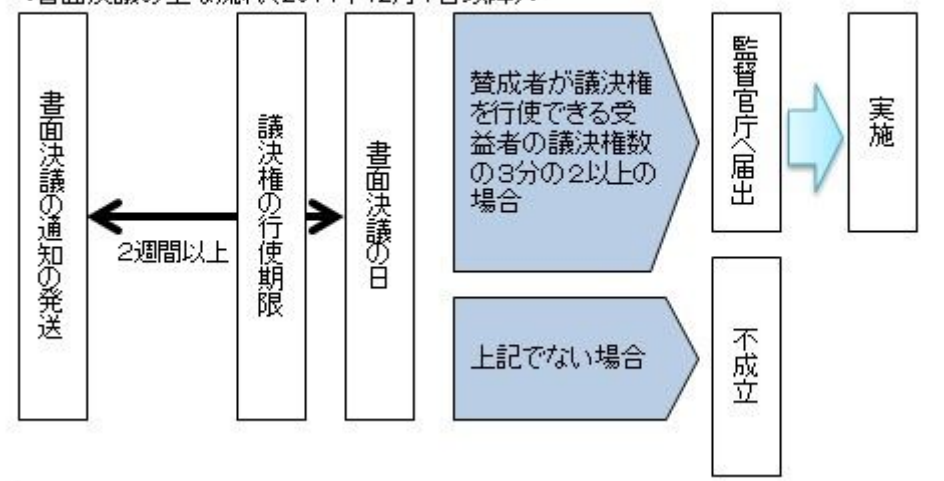 書面決議の通知の発送
2週間以上
議決権の行使期限
書面決議の日
賛成者が議決権
を行使できる受
益者の議決権数
の3分の2以上の
場合
監督官庁へ届出
実施
上記でない場合
不成立